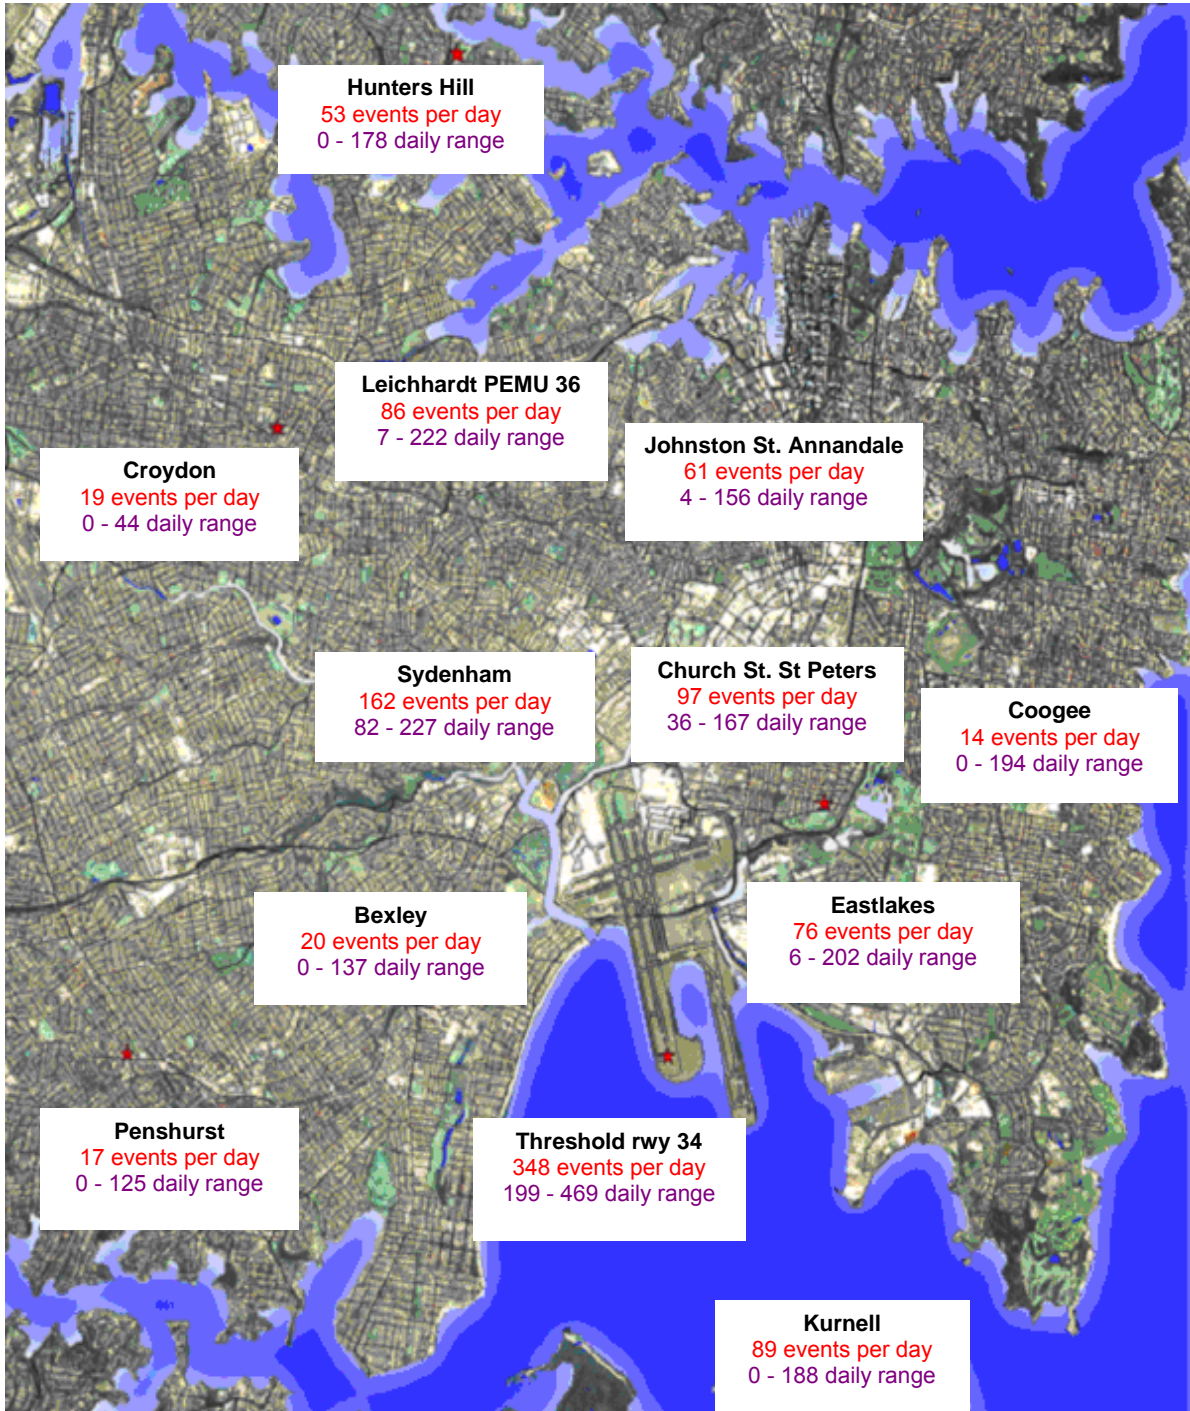 Hunters Hill
53 events per day
0 - 178 daily range
Leichhardt PEMU 36
86 events per day
7 - 222 daily range
Johnston St. Annandale
61 events per day
4 - 156 daily range
Croydon
19 events per day
0 - 44 daily range
Sydenham
162 events per day
82 - 227 daily range
Church St. St Peters
97 events per day
36 - 167 daily range
Coogee
14 events per day
0 - 194 daily range
Bexley
20 events per day
0 - 137 daily range
Eastlakes
76 events per day
6 - 202 daily range
Penshurst
17 events per day
0 - 125 daily range
Threshold rwy 34
348 events per day
199 - 469 daily range
Kurnell
89 events per day
0 - 188 daily range